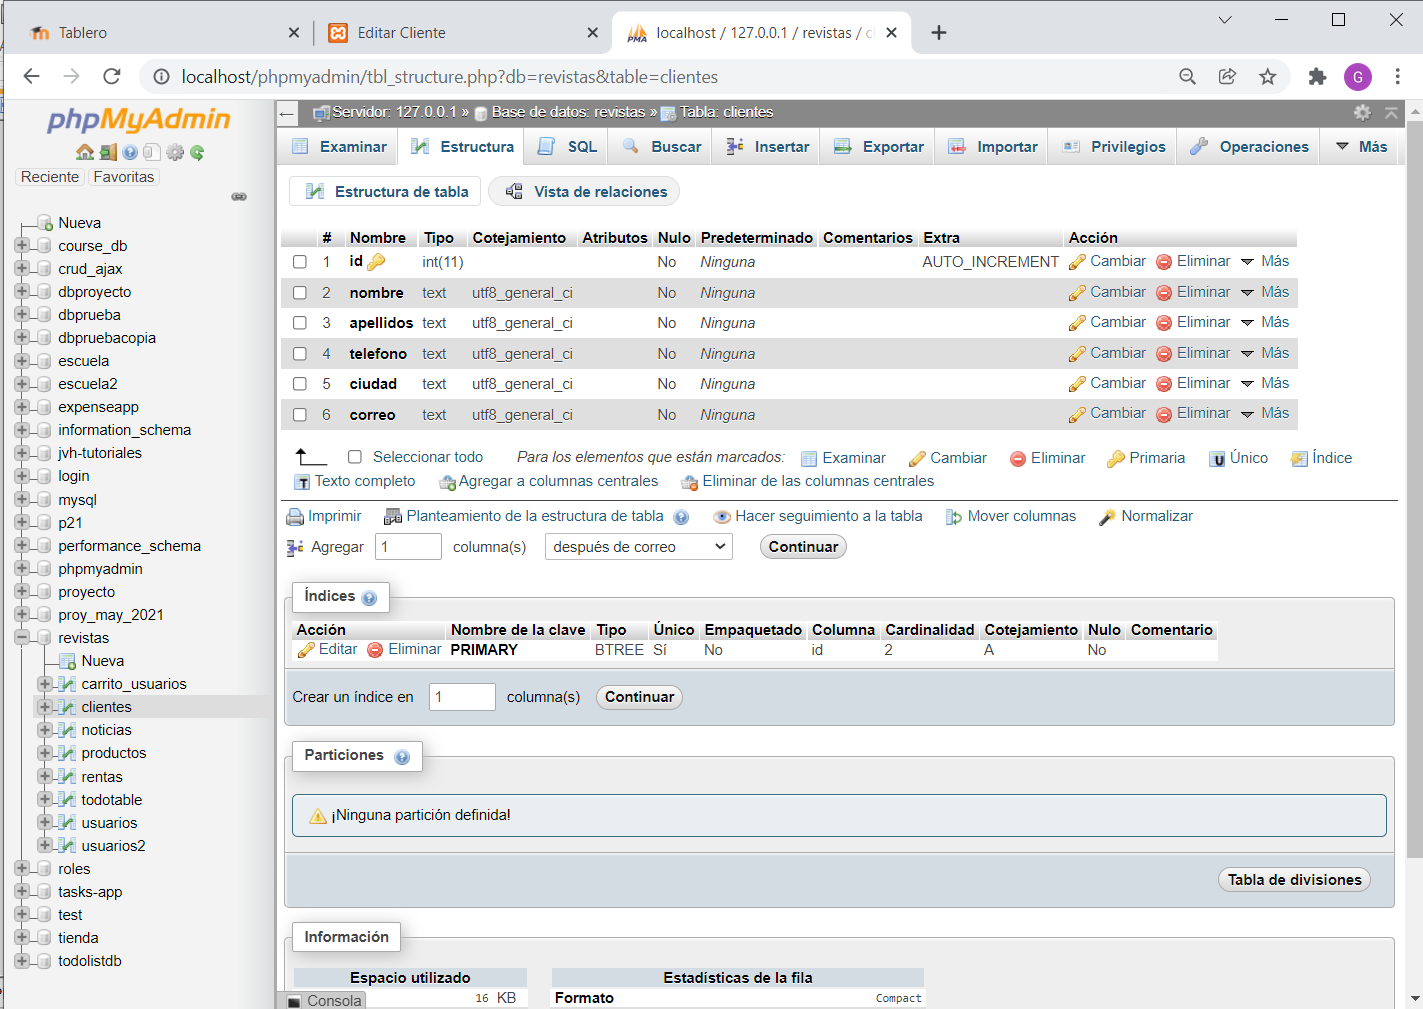 Tablero
Editar Cliente
localhost / 127.0.0.1 / revistas / cl
localhost/phpmyadmin/tbl_structure.php?db=revistas&table=clientes
G
phpMyAdmin
Reciente Favoritas
Nueva
course_db
crud_ajax
dbproyecto
dbprueba
dbpruebacopia
escuela
escuela2
expenseapp
information_schema
jvh-tutoriales
login
mysql
p21
performance_schema
phpmyadmin
proyecto
proy_may_2021
revistas
Nueva
carrito_usuarios
clientes
noticias
productos
rentas
todotable
usuarios
usuarios2
roles
tasks-app
test
tienda
todolistdb
Servidor: 127.0.0.1 » Base de datos: revistas » Tabla: clientes
Examinar Estructura SQL Buscar Insertar Exportar Importar Privilegios Operaciones Más
Estructura de tabla Vista de relaciones
# Nombre Tipo Cotejamiento Atributos Nulo Predeterminado Comentarios Extra Acción
1 id int(11) No Ninguna AUTO_INCREMENT Cambiar Eliminar Más
2 nombre text utf8_general_ci No Ninguna Cambiar Eliminar Más
3 apellidos text utf8_general_ci No Ninguna Cambiar Eliminar Más
4 telefono text utf8_general_ci No Ninguna Cambiar Eliminar Más
5 ciudad text utf8_general_ci No Ninguna Cambiar Eliminar Más
6 correo text utf8_general_ci No Ninguna Cambiar Eliminar Más
Seleccionar todo Para los elementos que están marcados: Examinar Cambiar Eliminar Primaria Único Índice
Texto completo Agregar a columnas centrales Eliminar de las columnas centrales
Imprimir Planteamiento de la estructura de tabla Hacer seguimiento a la tabla Mover columnas Normalizar
Agregar 1 columna(s) después de correo Continuar
Índices
Acción Nombre de la clave Tipo Único Empaquetado Columna Cardinalidad Cotejamiento Nulo Comentario
Editar Eliminar PRIMARY BTREE Sí No id 2 A No
Crear un índice en 1 columna(s) Continuar
Particiones
¡Ninguna partición definida!
Tabla de divisiones
Información
Espacio utilizado Estadísticas de la fila
16 KB Formato Compact
Consola